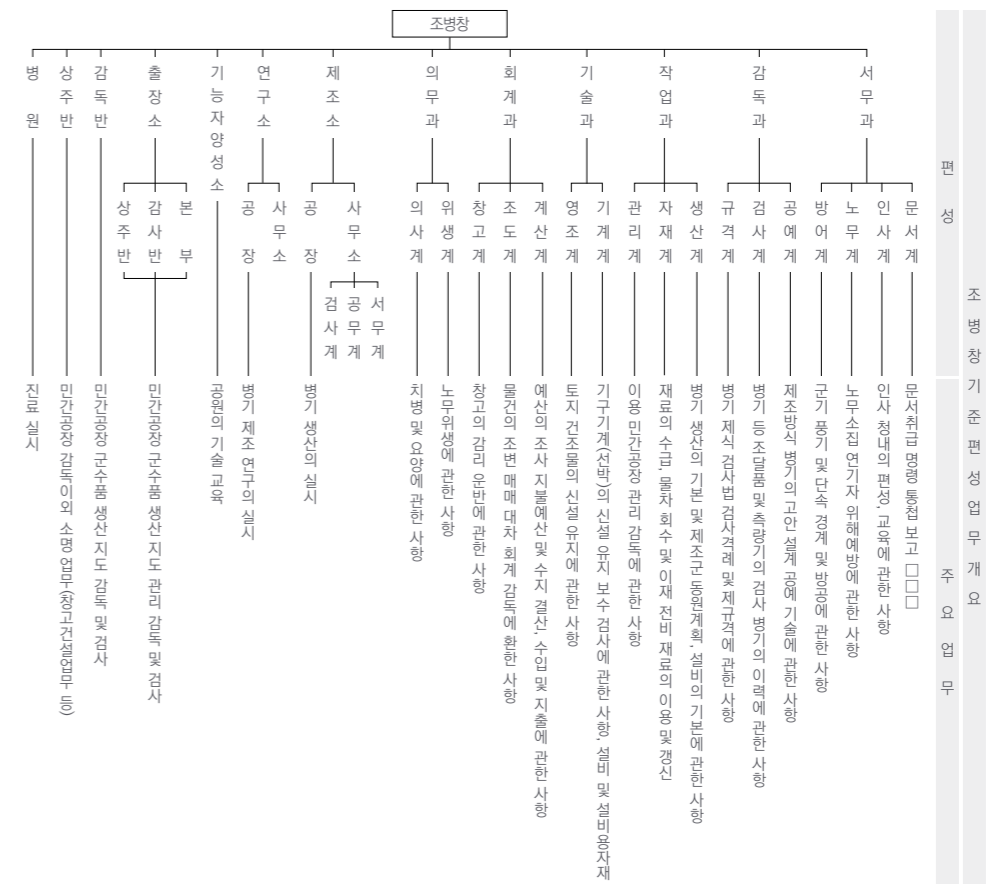 조병창기준편성업무개요
편성
주요업무
조병창
서무과
감독과
작업과
기술과
회계과
의무과
제조소
연구소
기능자양성소
출장소
감독반
상주반
병원
문서계
인사계
노무계
방어계
공예계
검사계
규격계
생산계
자재계
관리계
기계계
영조계
계산계
조도계
창고계
위생계
의사계
사무소
공장
사무소
공장
본부
감사반
상주반
서무계
공무계
검사계
문서취급 명령 통첩 보고 □□□
인사 청내의 편성, 교육에 관한 사항
노무소집 연기자 위해예방에 관한 사항
군기 풍기 및 단속 경계 및 방공에 관한 사항
제조방식 병기의 고안 설계 공예 기술에 관한 사항
병기 등 조달품 및 측량기의 검사 병기의 이력에 관한 사항
병기 제식 검사법 검사격례 및 제규격에 관한 사항
병기 생산의 기본 및 제조군 동원계획, 설비의 기본에 관한 사항
재료의 수급, 물차 회수 및 이재 전비 재료의 이용 및 갱신
이용 민간공장 관리 감독에 관한 사항
기구기계(선박)의 신설 유지 보수 검사에 관한 사항, 설비 및 설비용자재
토지 건조물의 신설 유지에 관한 사항
예산의 조사 지불예산 및 수지 결산, 수입 및 지출에 관한 사항
물건의 조변 매매 대차 회계 감독에 환한 사항
창고의 감리 운반에 관한 사항
노무위생에 관한 사항
치병 및 요양에 관한 사항
병기 생산의 실시
병기 제조 연구의 실시
공원의 기술 교육
민간공장 군수품 생산 지도 관리 감독 및 검사
민간공장 군수품 생산 지도 감독 및 검사
민간공장 감독이외 소명 업무(창고건설업무 등)
진료 실시